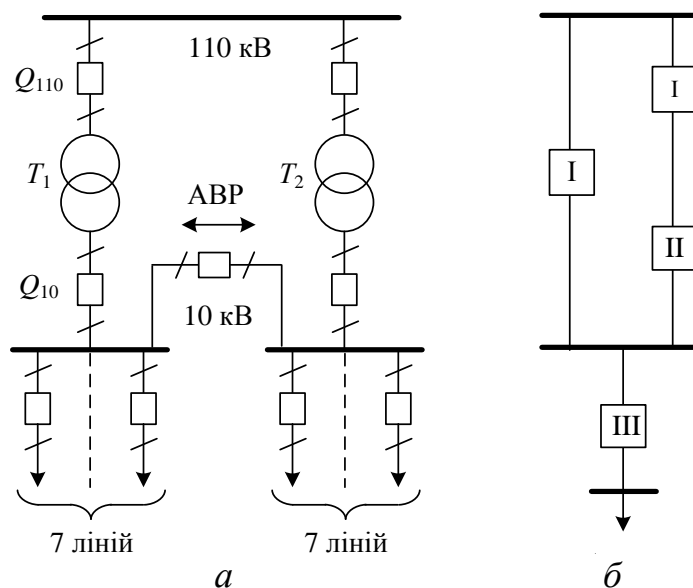 110 кВ
Q110
I
T1
T2
I
АВР
II
Q10
10 кВ
III
7 ліній
7 ліній
а
б